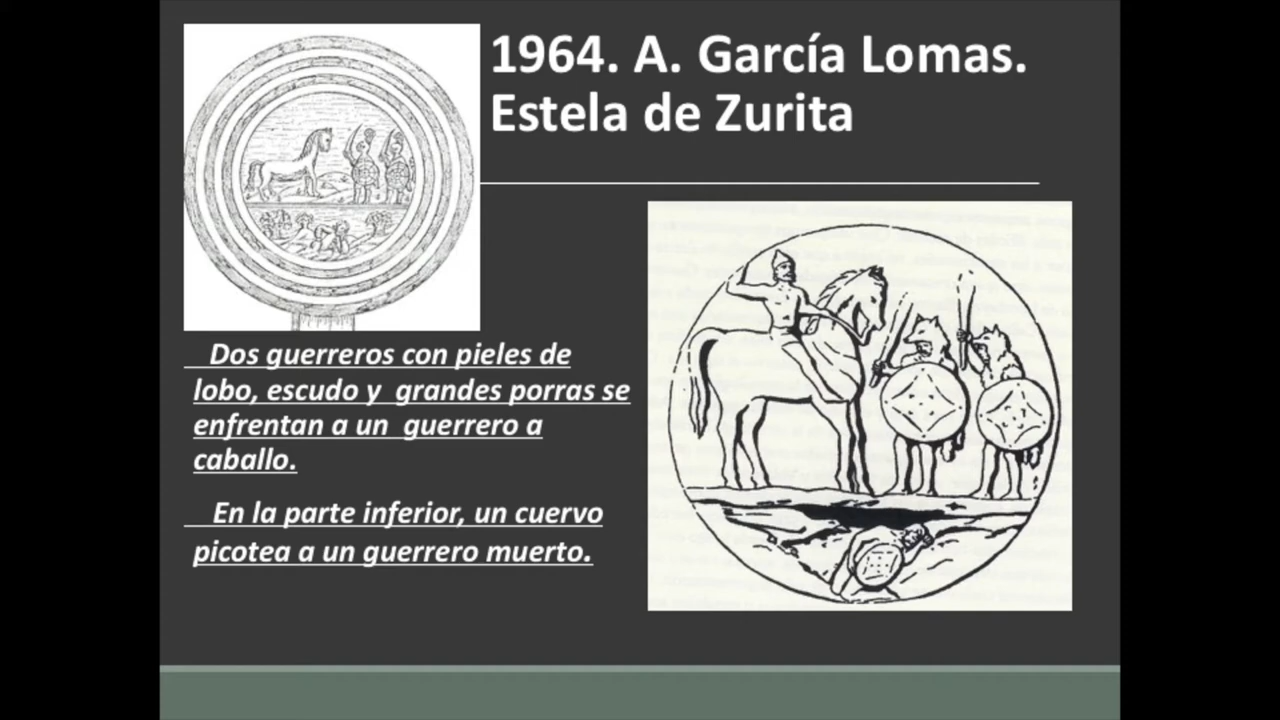 1964. A. García Lomas.
Estela de Zurita
Dos guerreros con pieles de
lobo, escudo y grandes porras se
enfrentan a un guerrero a
caballo.
En la parte inferior, un cuervo
picotea a un guerrero muerto.